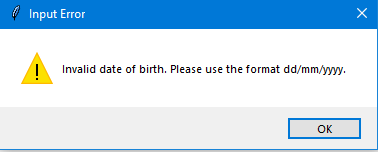 Input Error
Invalid date of birth. Please use the format dd/mm/yyyy.
OK